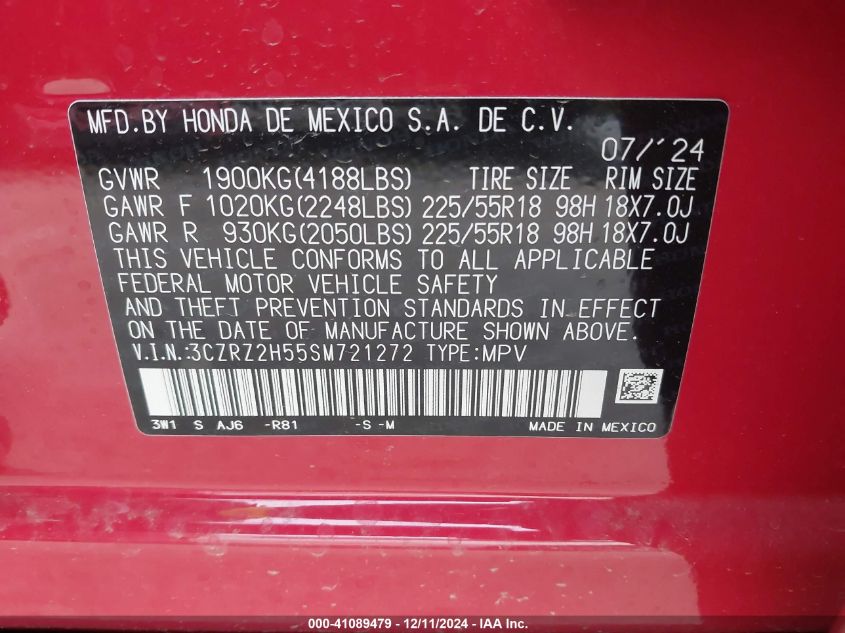 MFD.BY HONDA DE MEXICO S.A. DE C.V.
07/'24
GVWR 1900KG(4188LBS) TIRE SIZE RIM SIZE
GAWR F 1020KG(2248LBS) 225/55R18 98H 18X7.0J
GAWR R 930KG(2050LBS) 225/55R18 98H 18X7.0J
THIS VEHICLE CONFORMS TO ALL APPLICABLE
FEDERAL MOTOR VEHICLE SAFETY
AND THEFT PREVENTION STANDARDS IN EFFECT
ON THE DATE OF MANUFACTURE SHOWN ABOVE.
V.I.N.:3CZRZ2H55SM721272 TYPE:MPV
3W1 S AJ6 -R81 -S -M MADE IN MEXICO
000-41089479 - 12/11/2024 - IAA Inc.